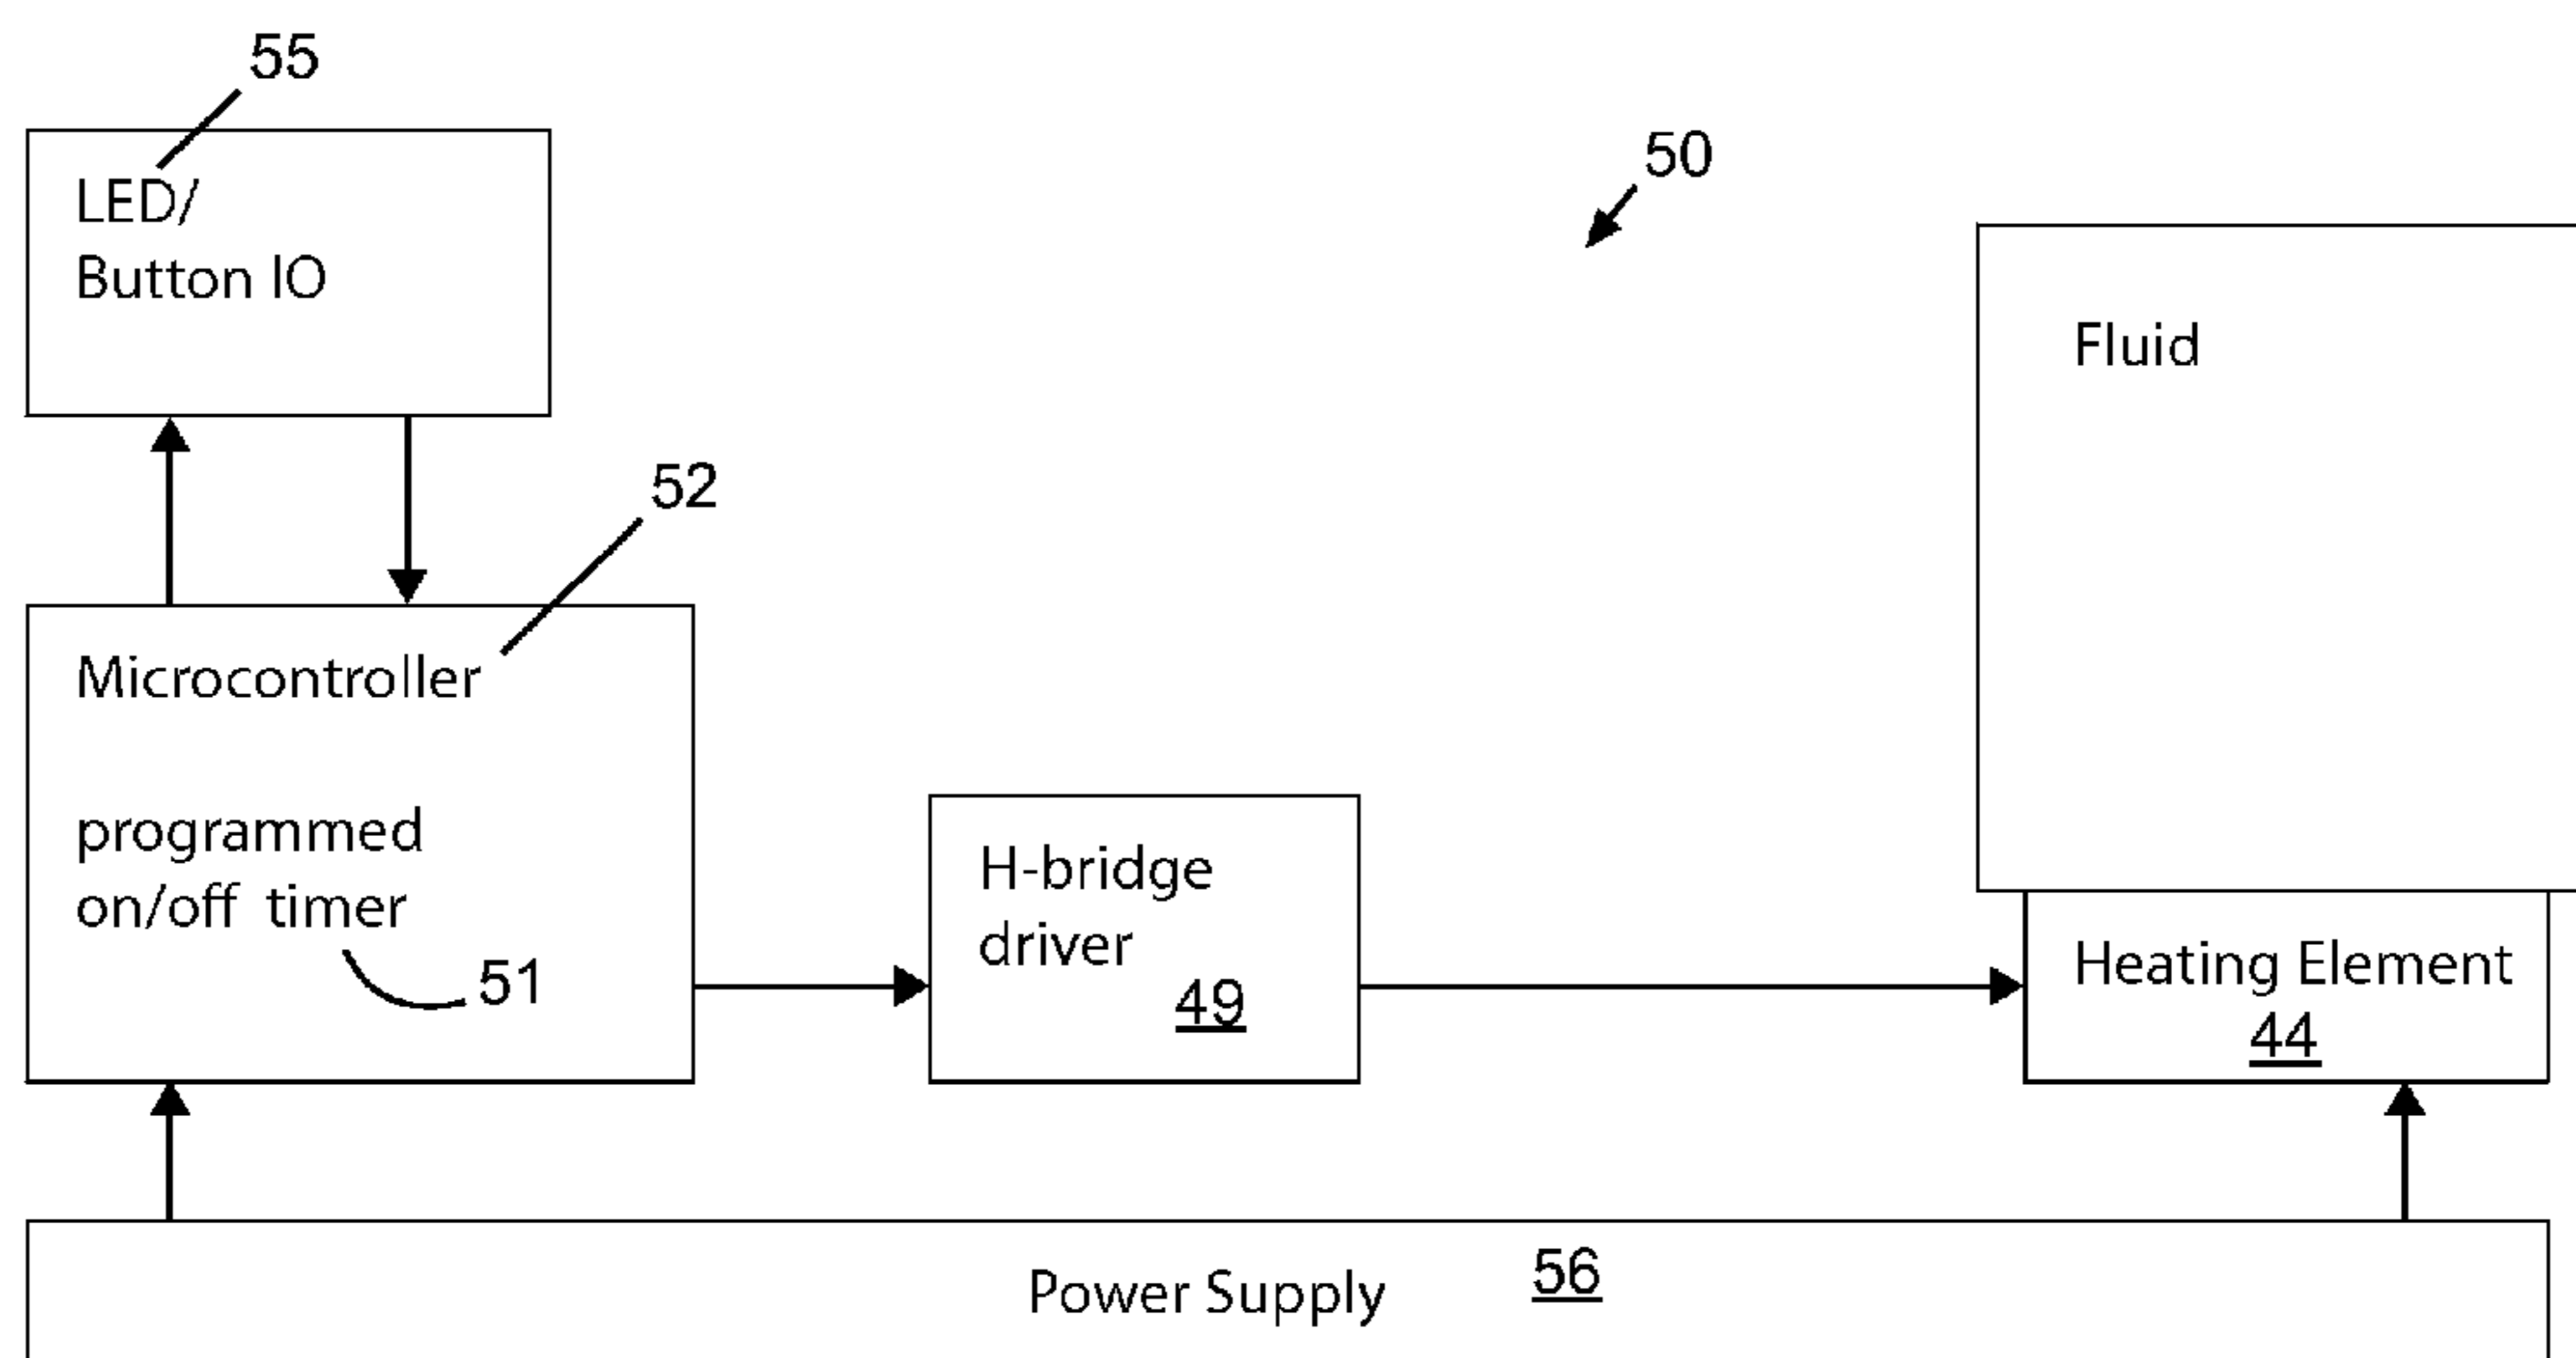 55
LED/
Button IO
50
Fluid
52
Microcontroller
programmed
on/off timer
51
H-bridge
driver
49
Heating Element
44
Power Supply 56